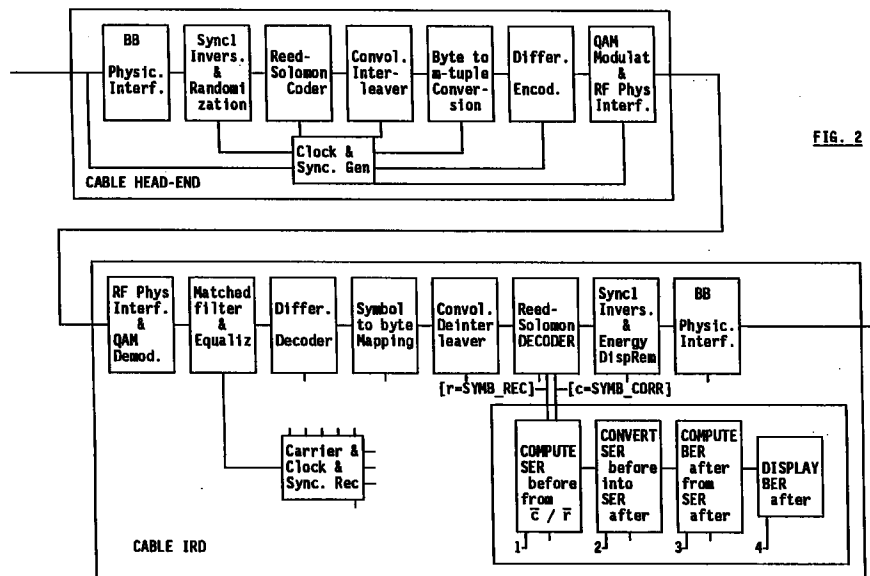 BB
Physic.
Interf.
Sync1
Invers.
&
Randomi
zation
Reed-
Solomon
Coder
Convol.
Inter-
leaver
Byte to
m-tuple
Conver-
sion
Differ.
Encod.
QAM
Modulat
&
RF Phys
Interf.
Clock &
Sync. Gen
CABLE HEAD-END
FIG. 2
RF Phys
Interf.
&
QAM
Demod.
Matched
filter
&
Equaliz
Differ.
Decoder
Symbol
to byte
Mapping
Convol.
Deinter
leaver
Reed-
Solomon
DECODER
Sync1
Invers.
&
Energy
DispRem
BB
Physic.
Interf.
[r=SYMB_REC]
[c=SYMB_CORR]
Carrier &
Clock &
Sync. Rec
COMPUTE
SER
before
from
c̅ / r̅
CONVERT
SER
before
into
SER
after
COMPUTE
BER
after
from
SER
after
DISPLAY
BER
after
1
2
3
4
CABLE IRD